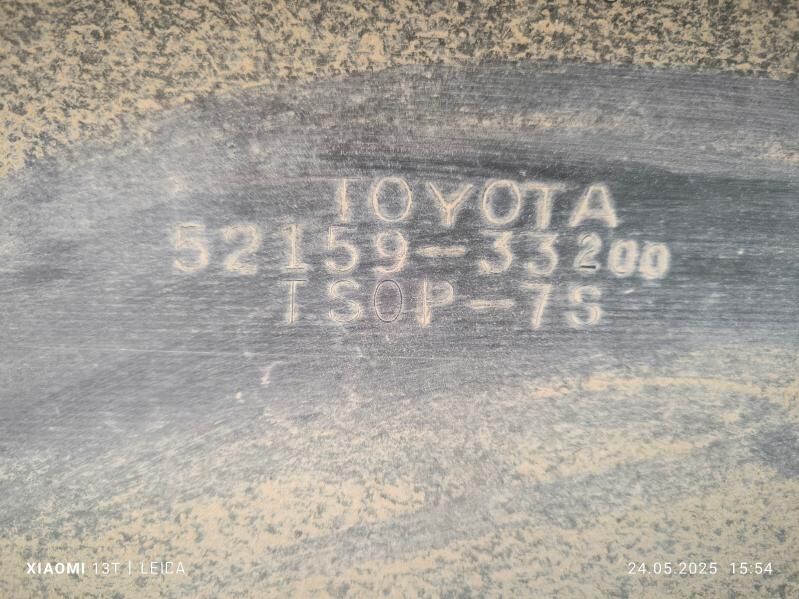 TOYOTA
52159-33200
TSOP-7S
XIAOMI 13T | LEICA
24.05.2025 15:54